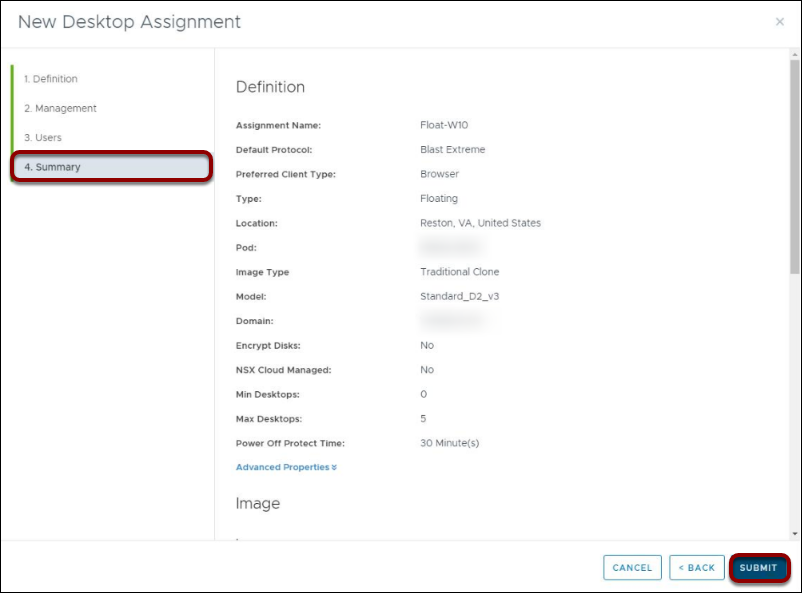 New Desktop Assignment
×
1. Definition
2. Management
3. Users
4. Summary
Definition
Assignment Name: Float-W10
Default Protocol: Blast Extreme
Preferred Client Type: Browser
Type: Floating
Location: Reston, VA, United States
Pod:
Image Type Traditional Clone
Model: Standard_D2_v3
Domain:
Encrypt Disks: No
NSX Cloud Managed: No
Min Desktops: 0
Max Desktops: 5
Power Off Protect Time: 30 Minute(s)
Advanced Properties
Image
CANCEL < BACK SUBMIT